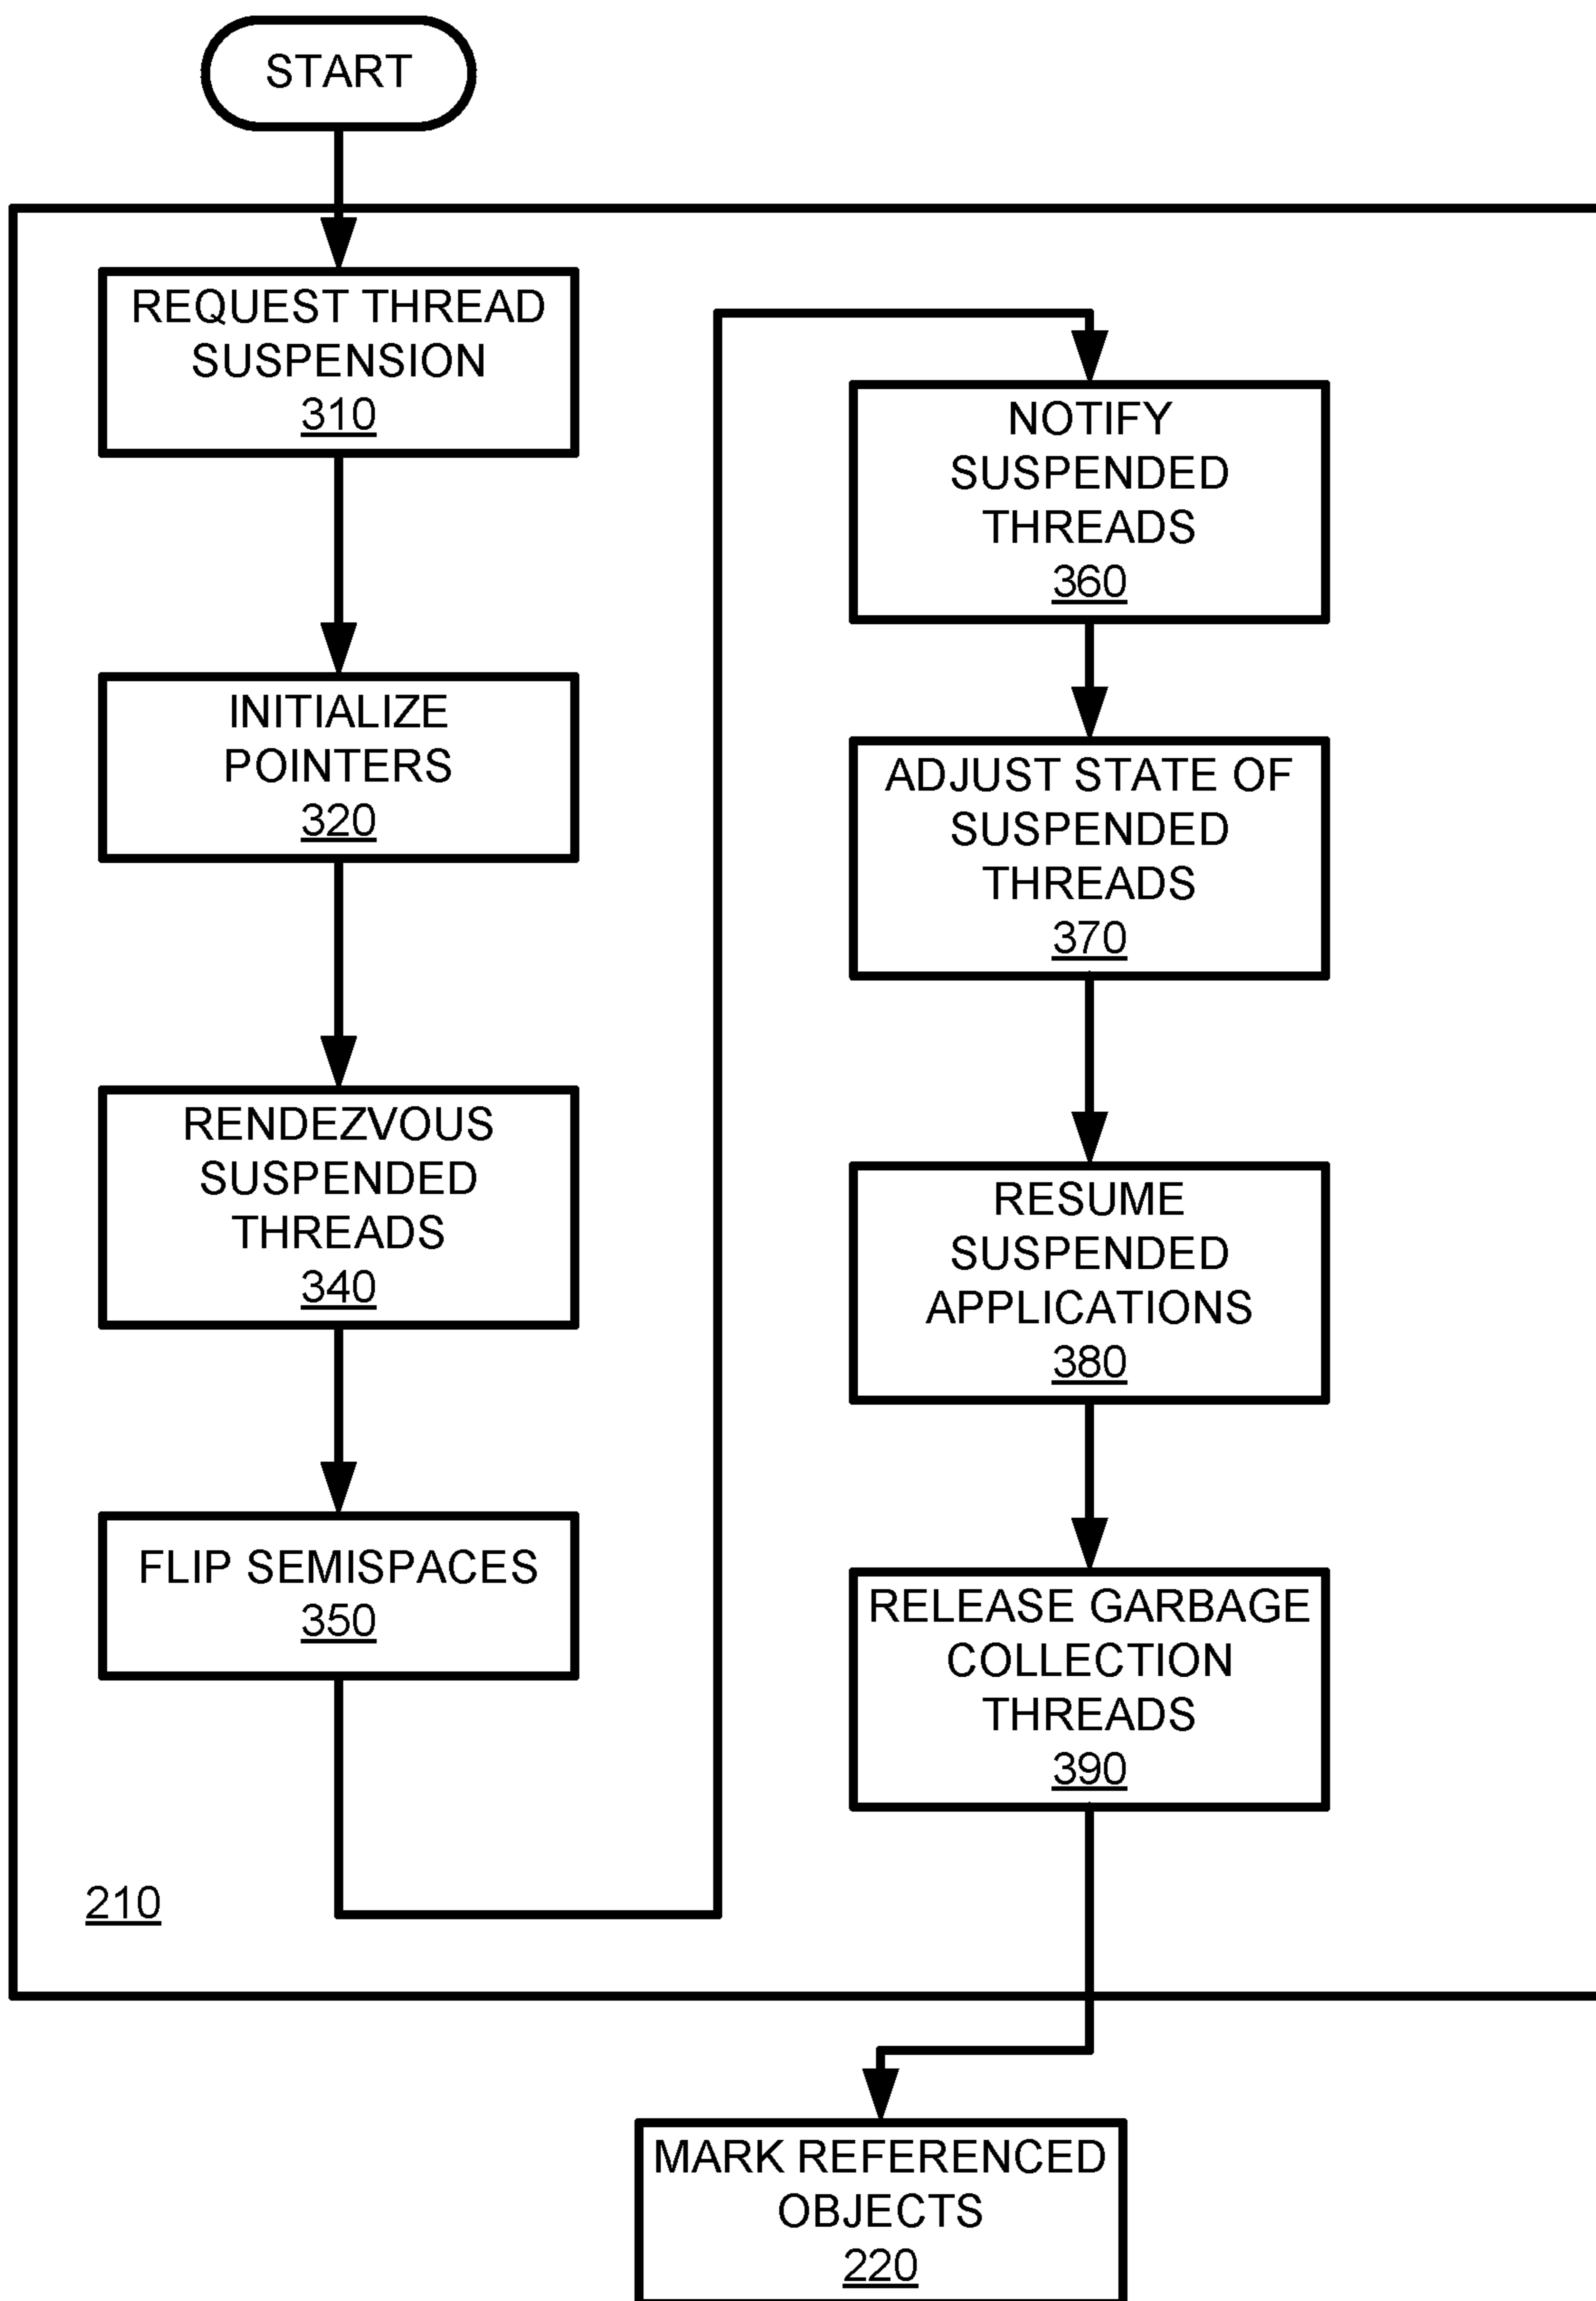 START
REQUEST THREAD
SUSPENSION
310
INITIALIZE
POINTERS
320
RENDEZVOUS
SUSPENDED
THREADS
340
FLIP SEMISPACES
350
210
NOTIFY
SUSPENDED
THREADS
360
ADJUST STATE OF
SUSPENDED
THREADS
370
RESUME
SUSPENDED
APPLICATIONS
380
RELEASE GARBAGE
COLLECTION
THREADS
390
MARK REFERENCED
OBJECTS
220